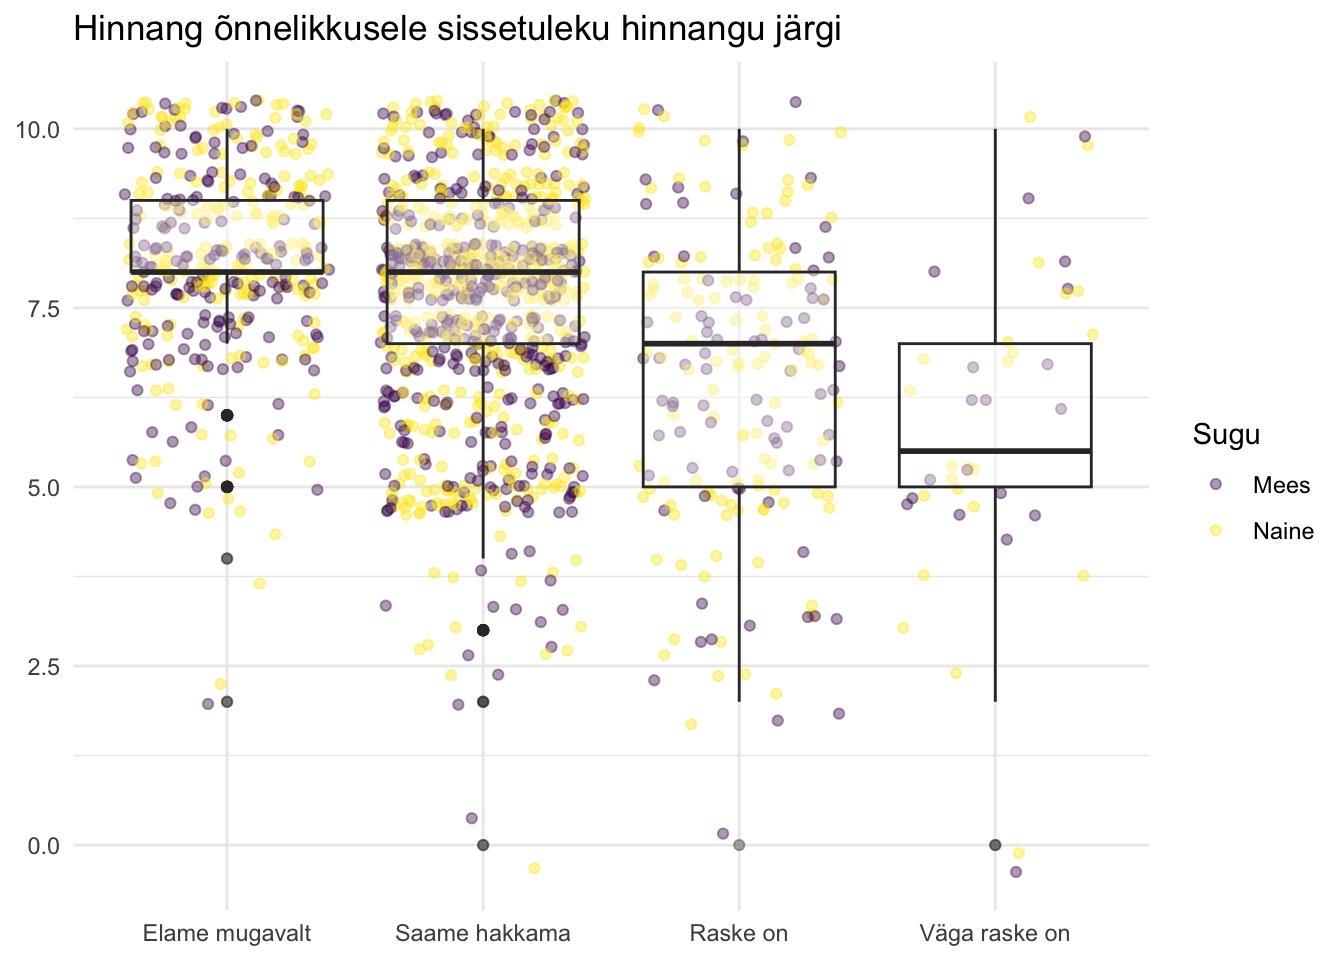 Hinnang õnnelikkusele sissetuleku hinnangu järgi
10.0
7.5
5.0
2.5
0.0
Elame mugavalt
Saame hakkama
Raske on
Väga raske on
Sugu
Mees
Naine